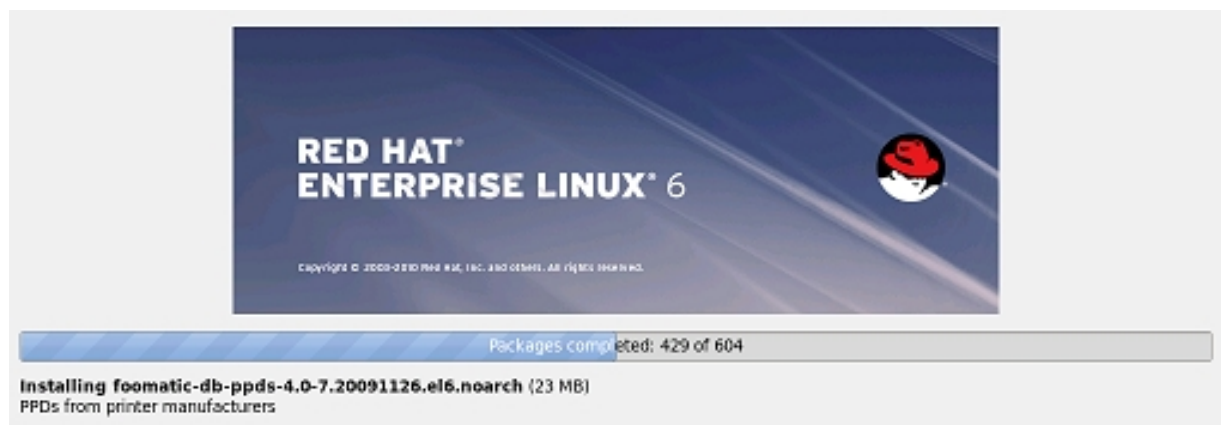 RED HAT®
ENTERPRISE LINUX® 6
Copyright © 2003-2010 Red Hat, Inc. and others. All rights reserved.
Packages completed: 429 of 604
Installing foomatic-db-ppds-4.0-7.20091126.el6.noarch (23 MB)
PPDs from printer manufacturers